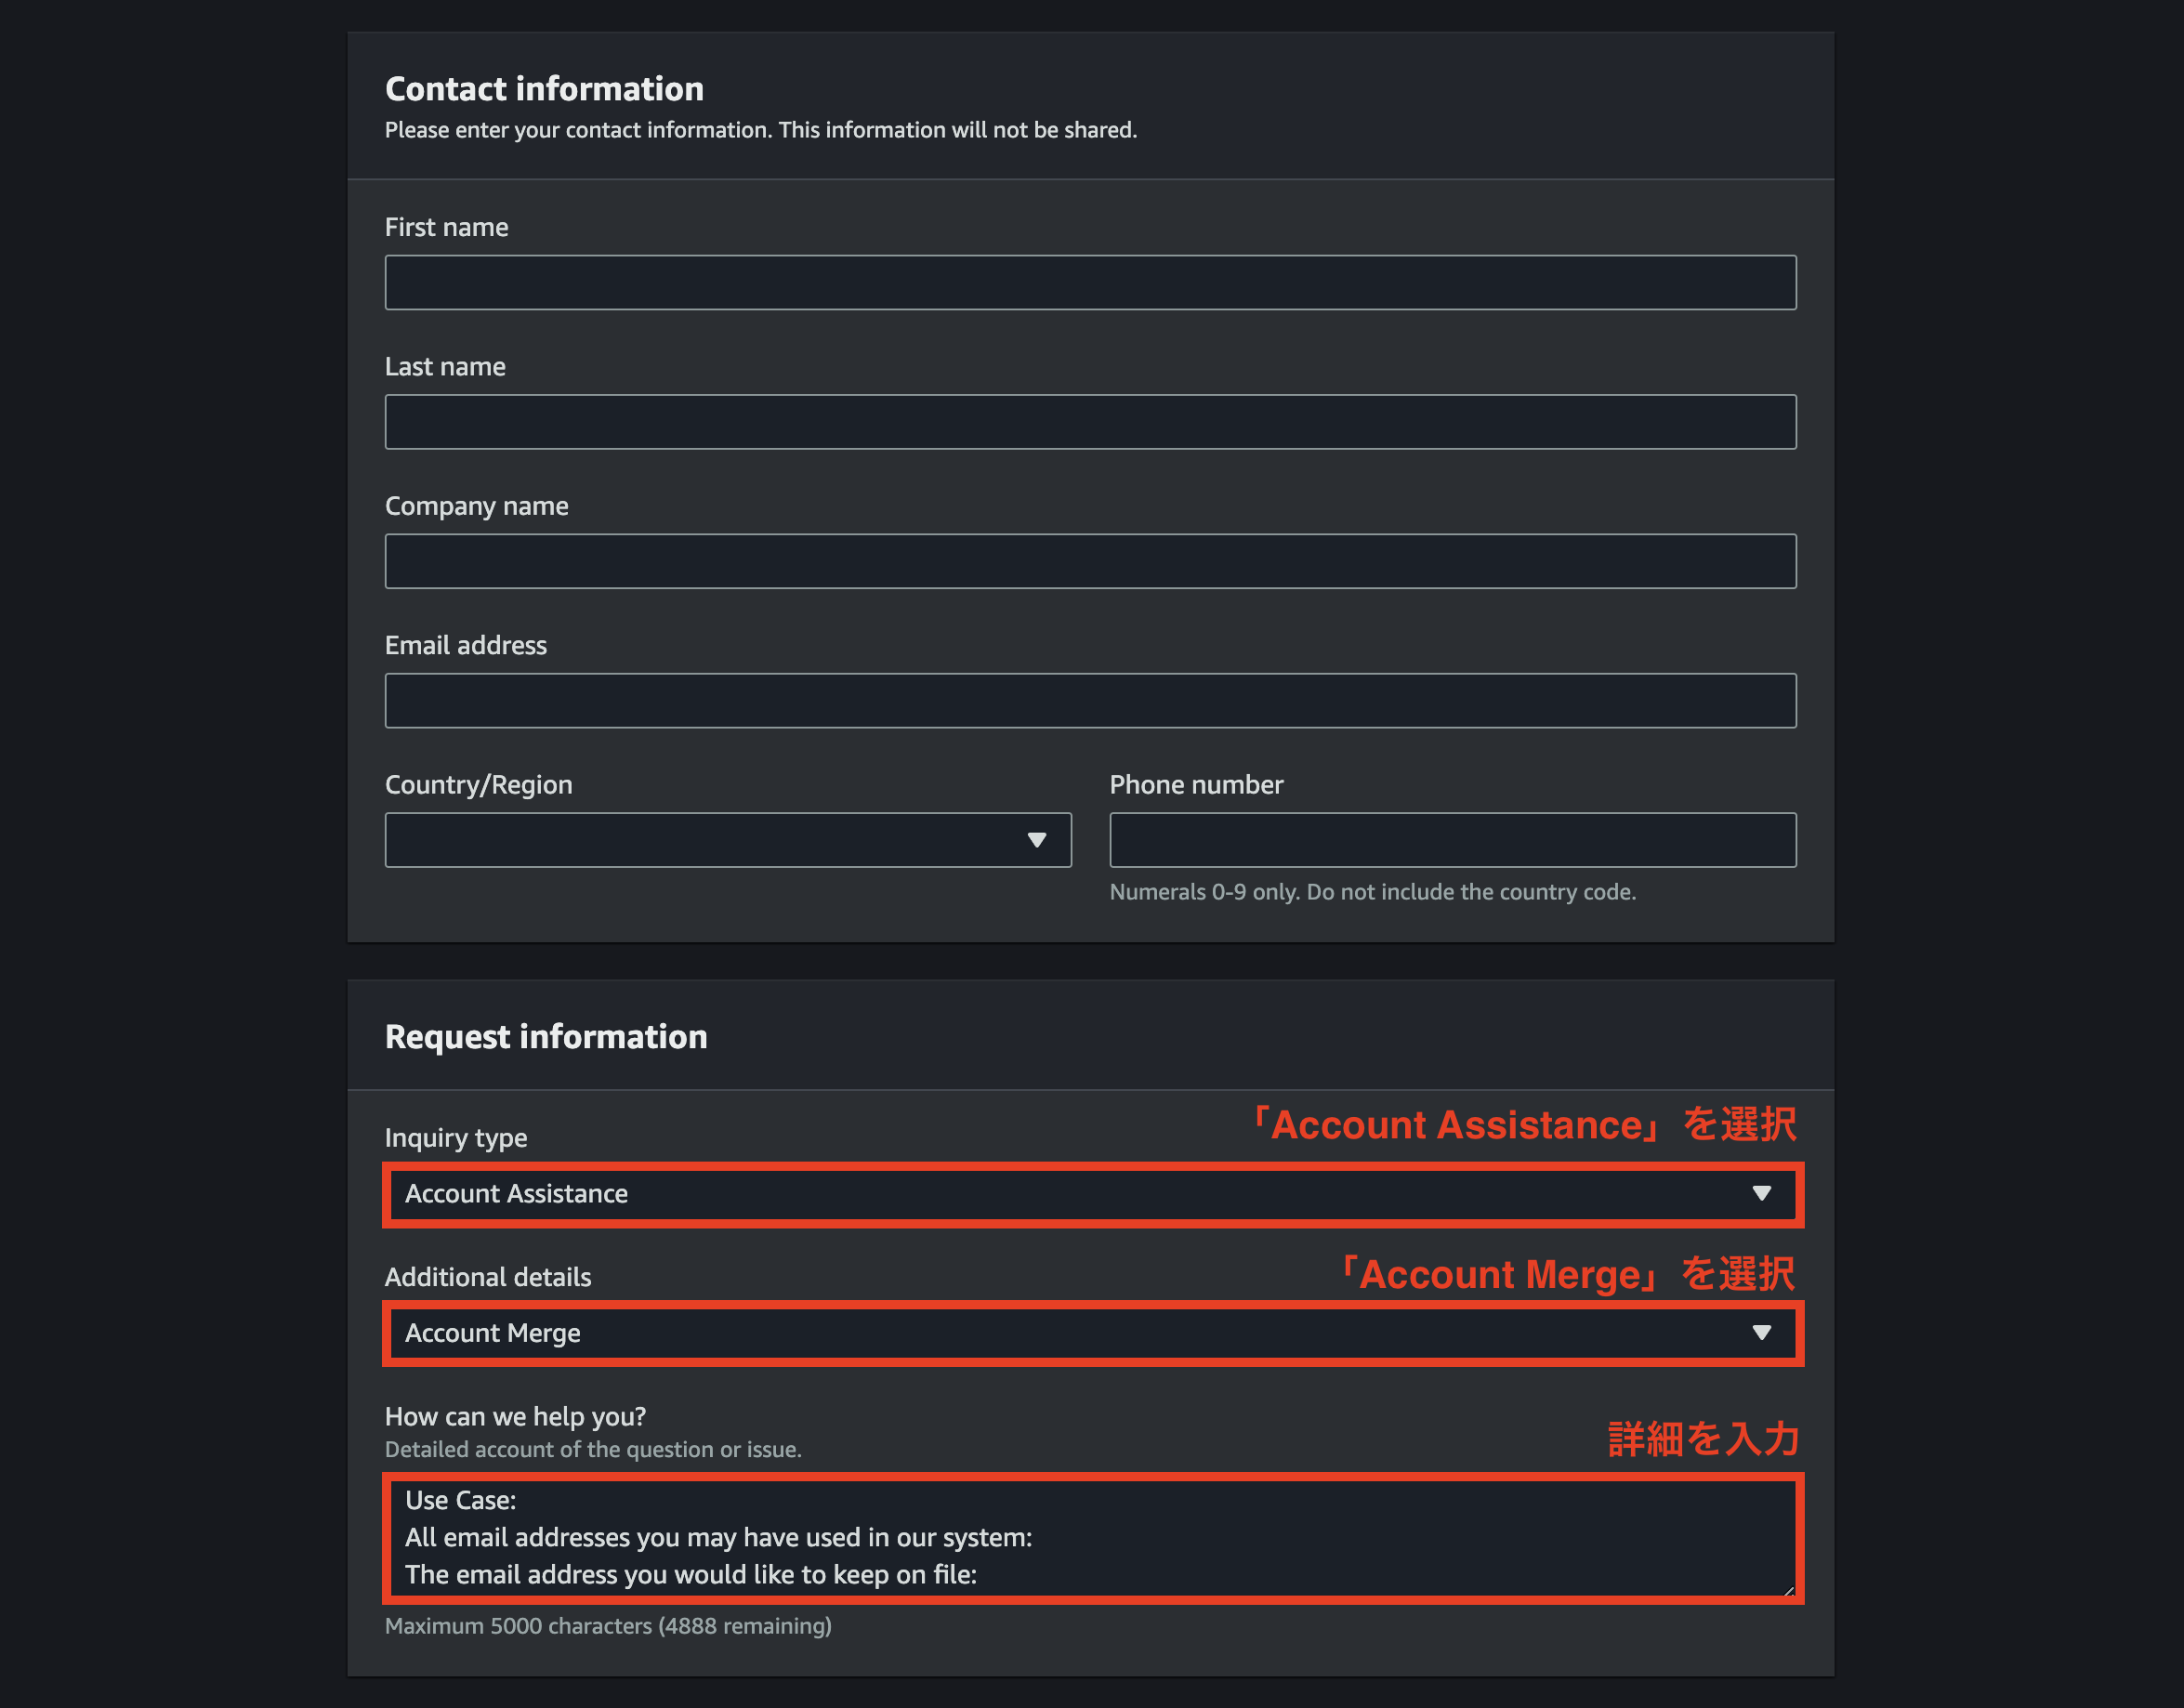 Contact information
Please enter your contact information. This information will not be shared.
First name
Last name
Company name
Email address
Country/Region
Phone number
Numerals 0-9 only. Do not include the country code.
Request information
Inquiry type
「Account Assistance」を選択
Account Assistance
Additional details
「Account Merge」を選択
Account Merge
How can we help you?
Detailed account of the question or issue.
詳細を入力
Use Case:
All email addresses you may have used in our system:
The email address you would like to keep on file:
Maximum 5000 characters (4888 remaining)